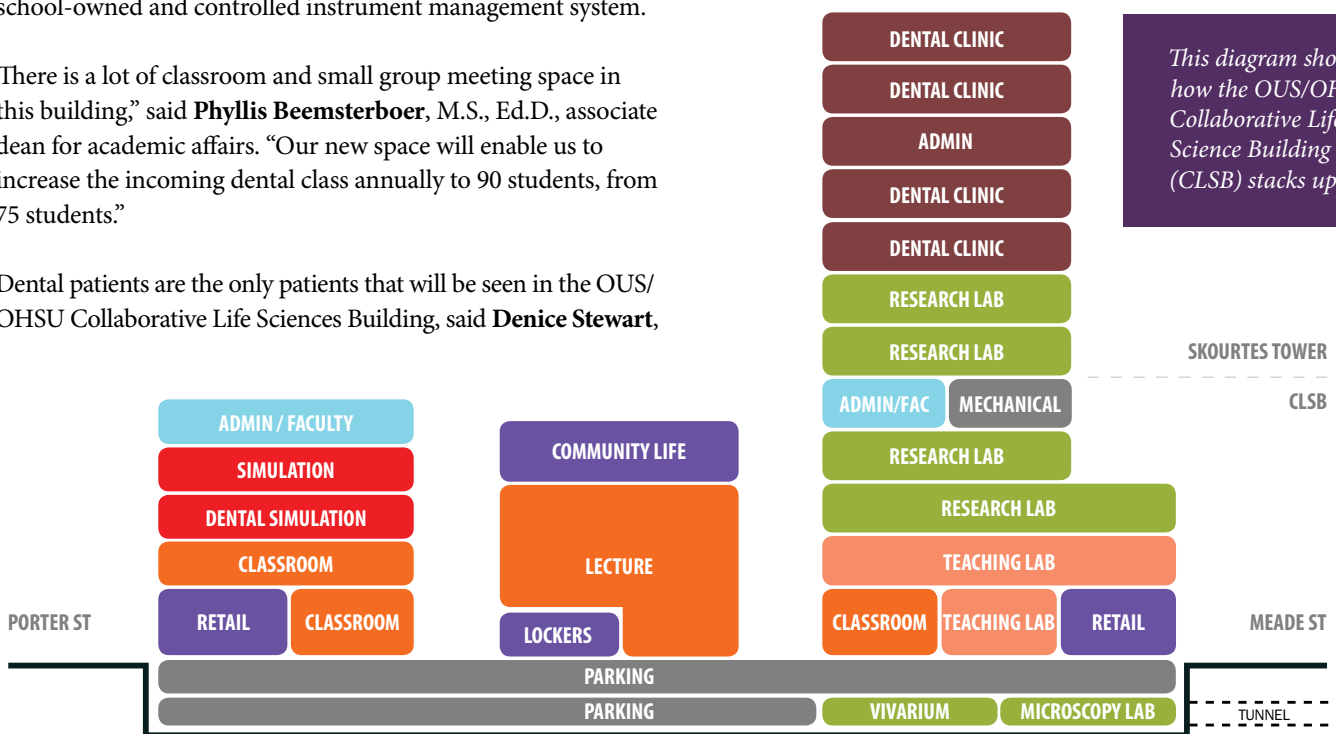 school-owned and controlled instrument management system.
There is a lot of classroom and small group meeting space in
this building,” said Phyllis Beemsterboer, M.S., Ed.D., associate
dean for academic affairs. “Our new space will enable us to
increase the incoming dental class annually to 90 students, from
75 students.”
Dental patients are the only patients that will be seen in the OUS/
OHSU Collaborative Life Sciences Building, said Denice Stewart,
This diagram
how the
Collaborative
Science Building
(CLSB) stacks up
DENTAL CLINIC
DENTAL CLINIC
ADMIN
DENTAL CLINIC
DENTAL CLINIC
RESEARCH LAB
RESEARCH LAB
SKOURTES TOWER
ADMIN/FAC
MECHANICAL
CLSB
RESEARCH LAB
RESEARCH LAB
TEACHING LAB
CLASSROOM
TEACHING LAB
RETAIL
MEADE ST
ADMIN / FACULTY
SIMULATION
DENTAL SIMULATION
CLASSROOM
PORTER ST
RETAIL
CLASSROOM
COMMUNITY LIFE
LECTURE
LOCKERS
PARKING
PARKING
VIVARIUM
MICROSCOPY LAB
TUNNEL